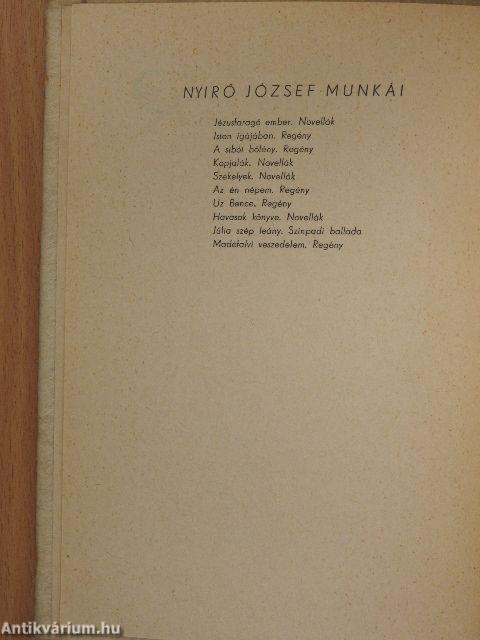 NYIRŐ JÓZSEF MUNKÁI
Jézusfaragó ember. Novellák
Isten igájában. Regény
A sibói bölény. Regény
Kopjafák. Novellák
Székelyek. Novellák
Az én népem. Regény
Uz Bence. Regény
Havasok könyve. Novellák
Júlia szép leány. Színpadi ballada
Madéfalvi veszedelem. Regény
Antikvárium.hu